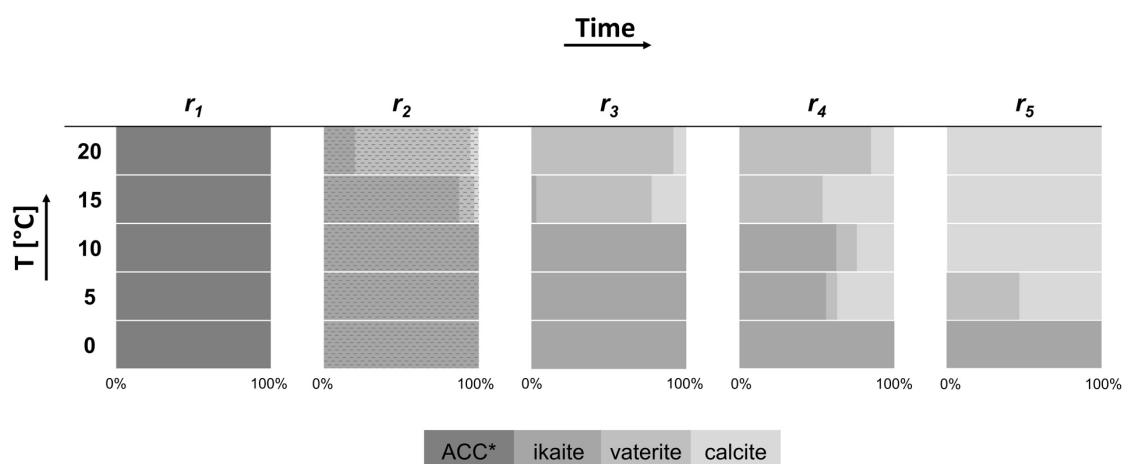 Time
r1 r2 r3 r4 r5
T [°C]
20
15
10
5
0
0% 100% 0% 100% 0% 100% 0% 100% 0% 100%
ACC* ikaite vaterite calcite